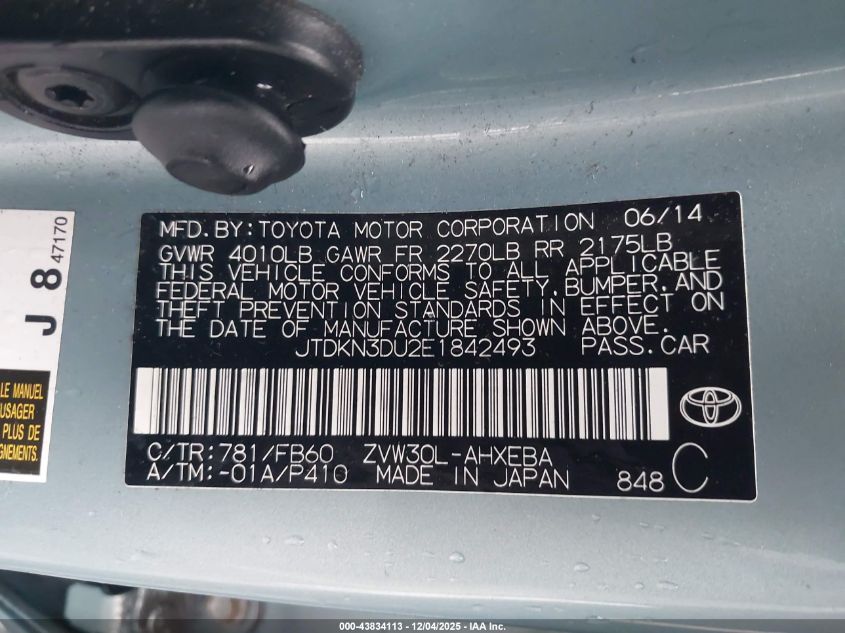 MFD.BY:TOYOTA MOTOR CORPORATION 06/14
GVWR 4010LB GAWR FR 2270LB RR 2175LB
THIS VEHICLE CONFORMS TO ALL APPLICABLE
FEDERAL MOTOR VEHICLE SAFETY,BUMPER,AND
THEFT PREVENTION STANDARDS IN EFFECT ON
THE DATE OF MANUFACTURE SHOWN ABOVE.
JTDKN3DU2E1842493 PASS.CAR
C/TR:781/FB60 ZVW30L-AHXEBA
A/TM:-01A/P410 MADE IN JAPAN 848 C
J 8 47170
LE MANUEL
USAGER
PLUS DE
GNEMENTS.
000-43834113 - 12/04/2025 - IAA Inc.